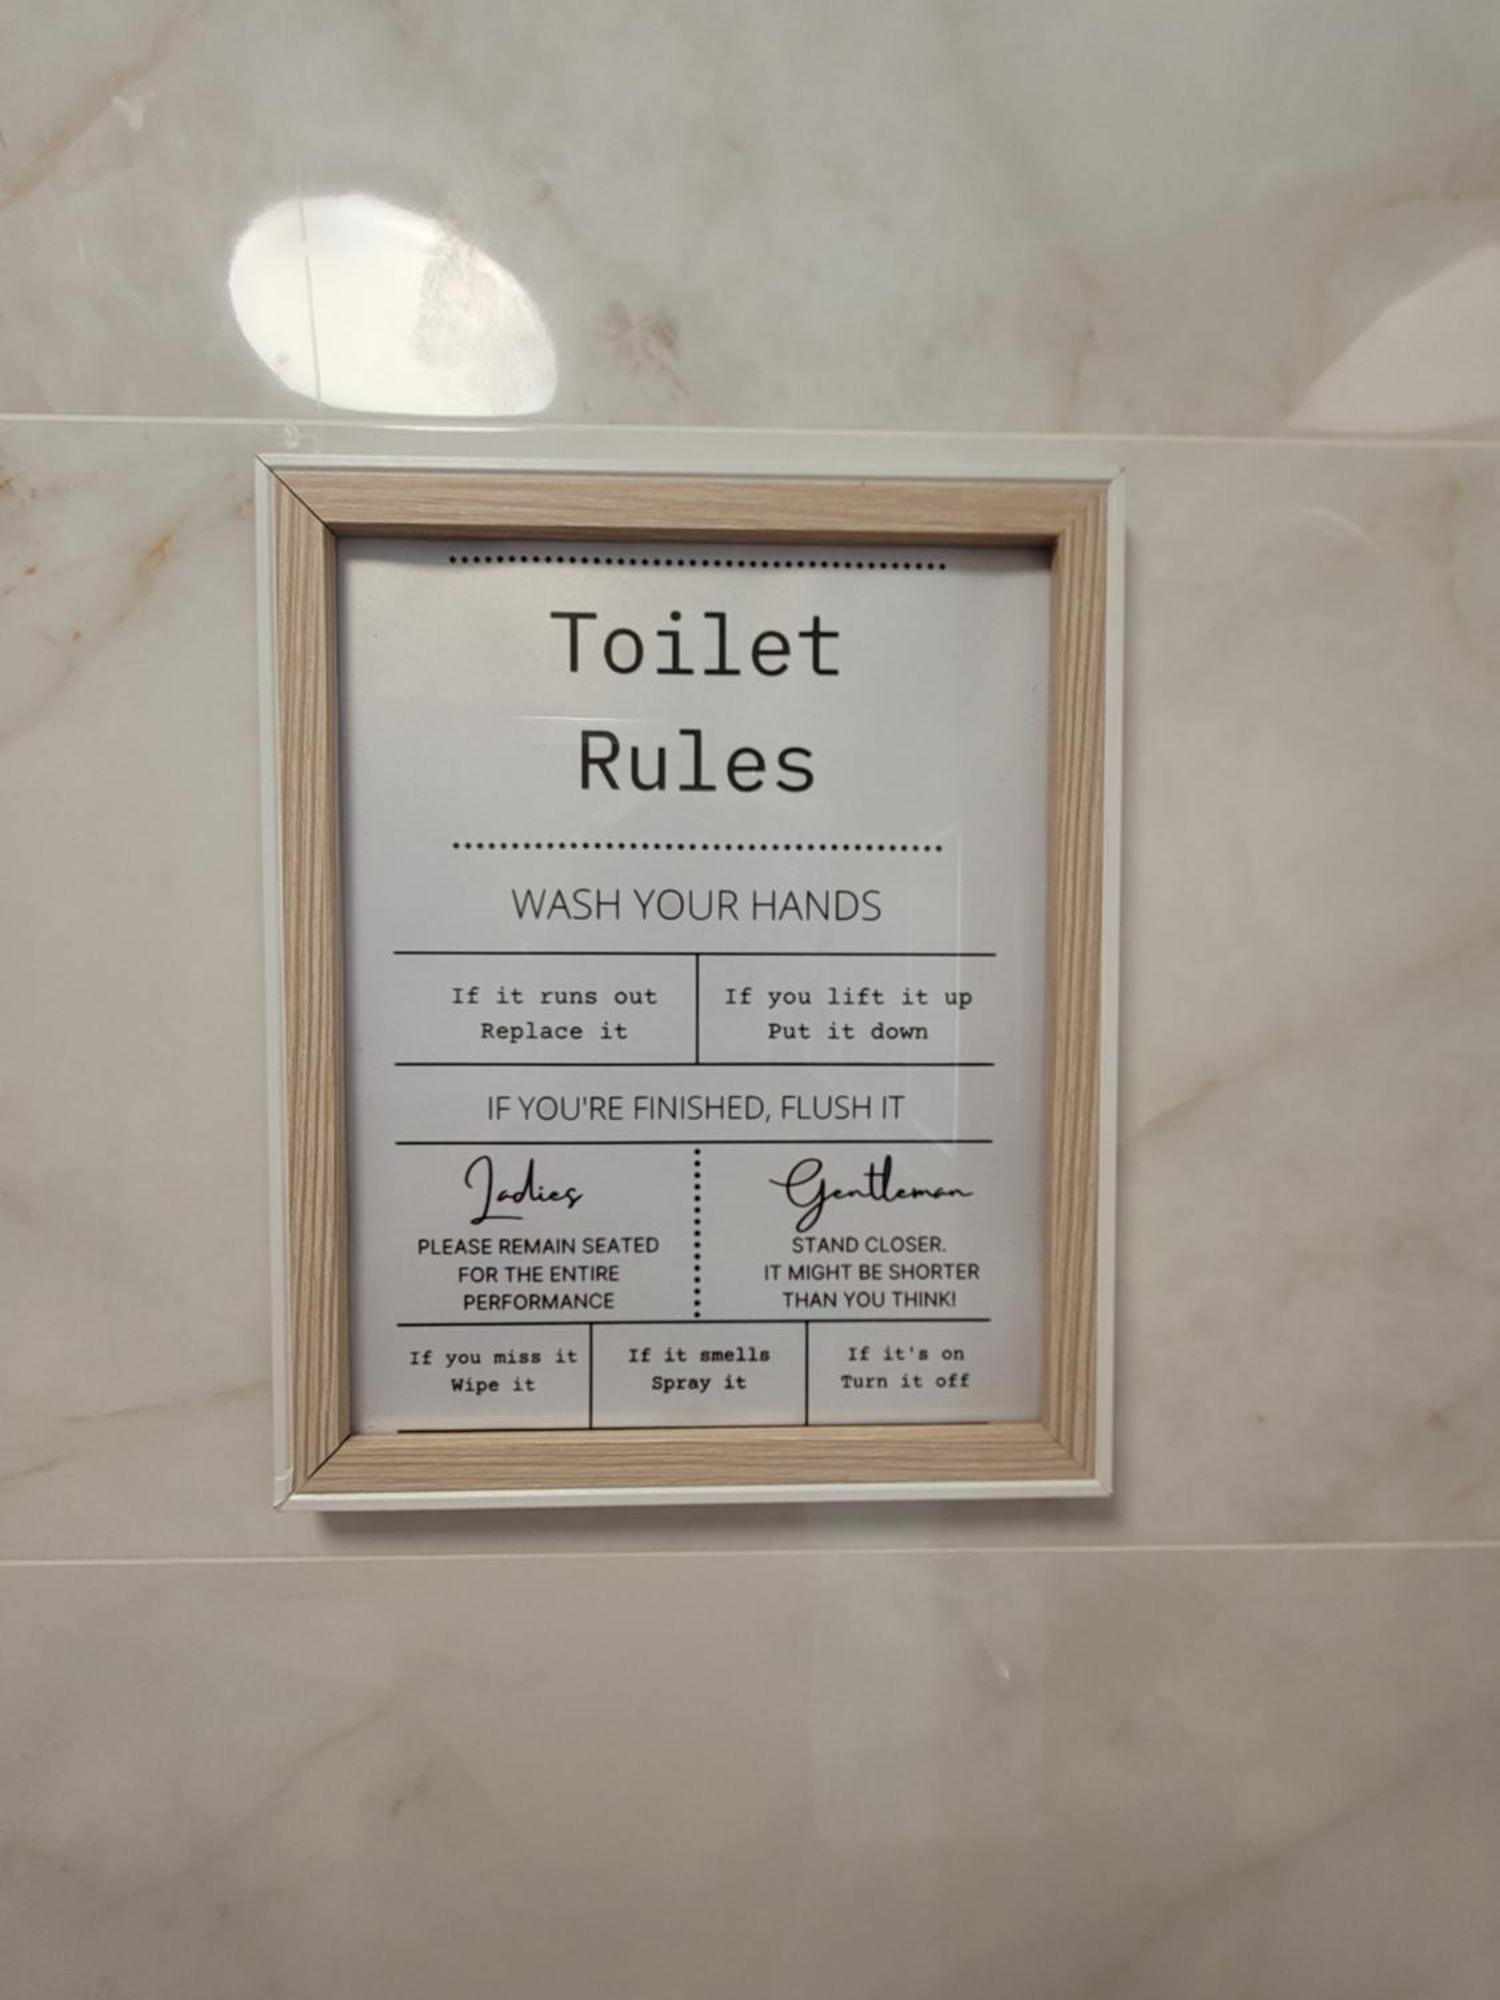 Toilet
Rules
WASH YOUR HANDS
If it runs out
Replace it
If you lift it up
Put it down
IF YOU'RE FINISHED, FLUSH IT
Ladies
PLEASE REMAIN SEATED
FOR THE ENTIRE
PERFORMANCE
Gentleman
STAND CLOSER.
IT MIGHT BE SHORTER
THAN YOU THINK!
If you miss it
Wipe it
If it smells
Spray it
If it's on
Turn it off